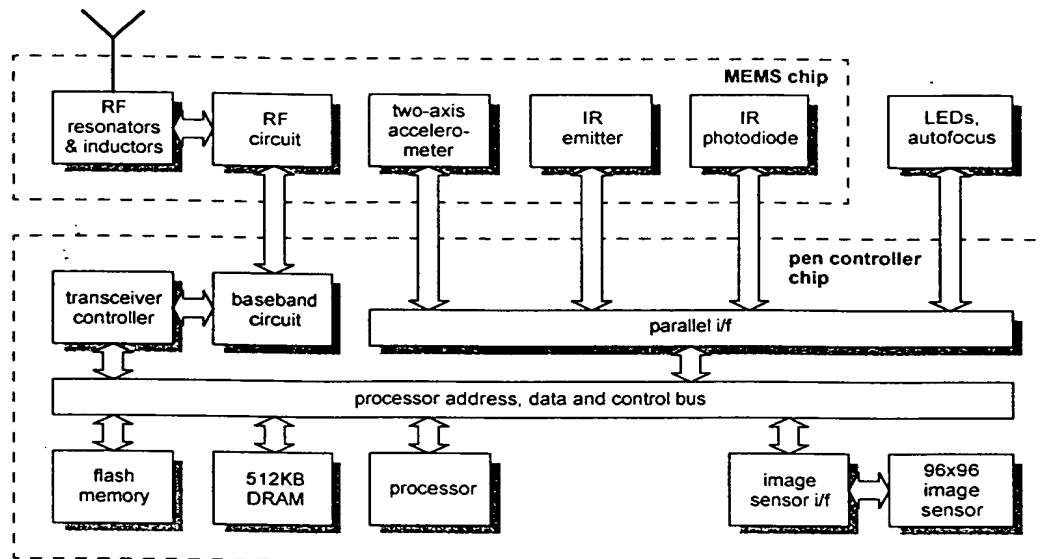 MEMS chip
RF
resonators
& inductors
RF
circuit
two-axis
accelero-
meter
IR
emitter
IR
photodiode
LEDs,
autofocus
pen controller
chip
transceiver
controller
baseband
circuit
parallel i/f
processor address, data and control bus
flash
memory
512KB
DRAM
processor
image
sensor i/f
96x96
image
sensor